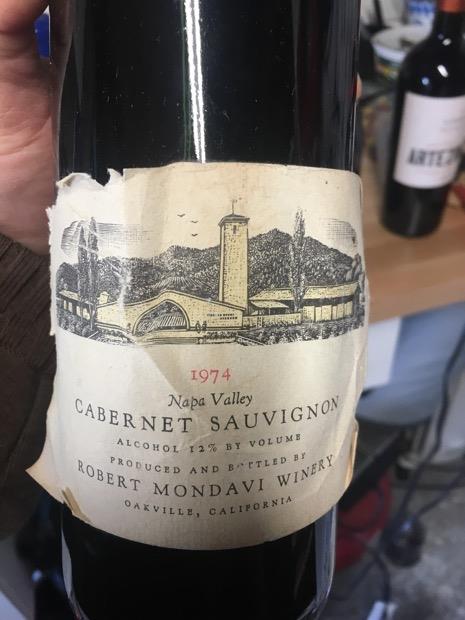 1974
Napa Valley
CABERNET SAUVIGNON
ALCOHOL 12% BY VOLUME
PRODUCED AND BOTTLED BY
ROBERT MONDAVI WINERY
OAKVILLE, CALIFORNIA